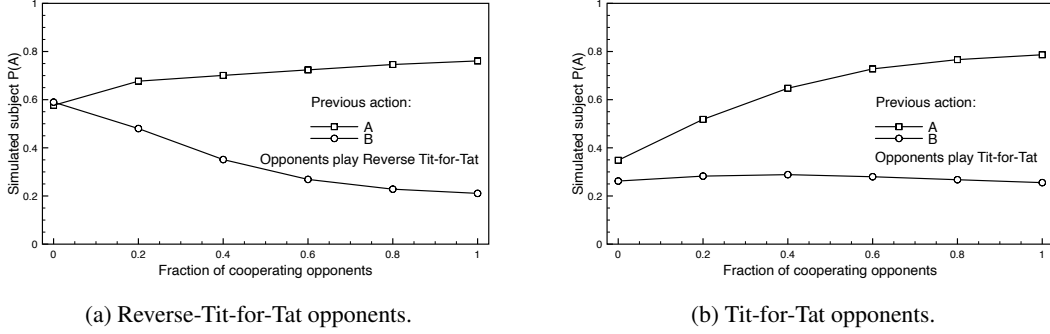 Simulated subject P(A)
1
0.8
0.6
0.4
0.2
0
Previous action:
A
B
Opponents play Reverse Tit-for-Tat
0 0.2 0.4 0.6 0.8 1
Fraction of cooperating opponents
(a) Reverse-Tit-for-Tat opponents.
Simulated subject P(A)
1
0.8
0.6
0.4
0.2
0
Previous action:
A
B
Opponents play Tit-for-Tat
0 0.2 0.4 0.6 0.8 1
Fraction of cooperating opponents
(b) Tit-for-Tat opponents.